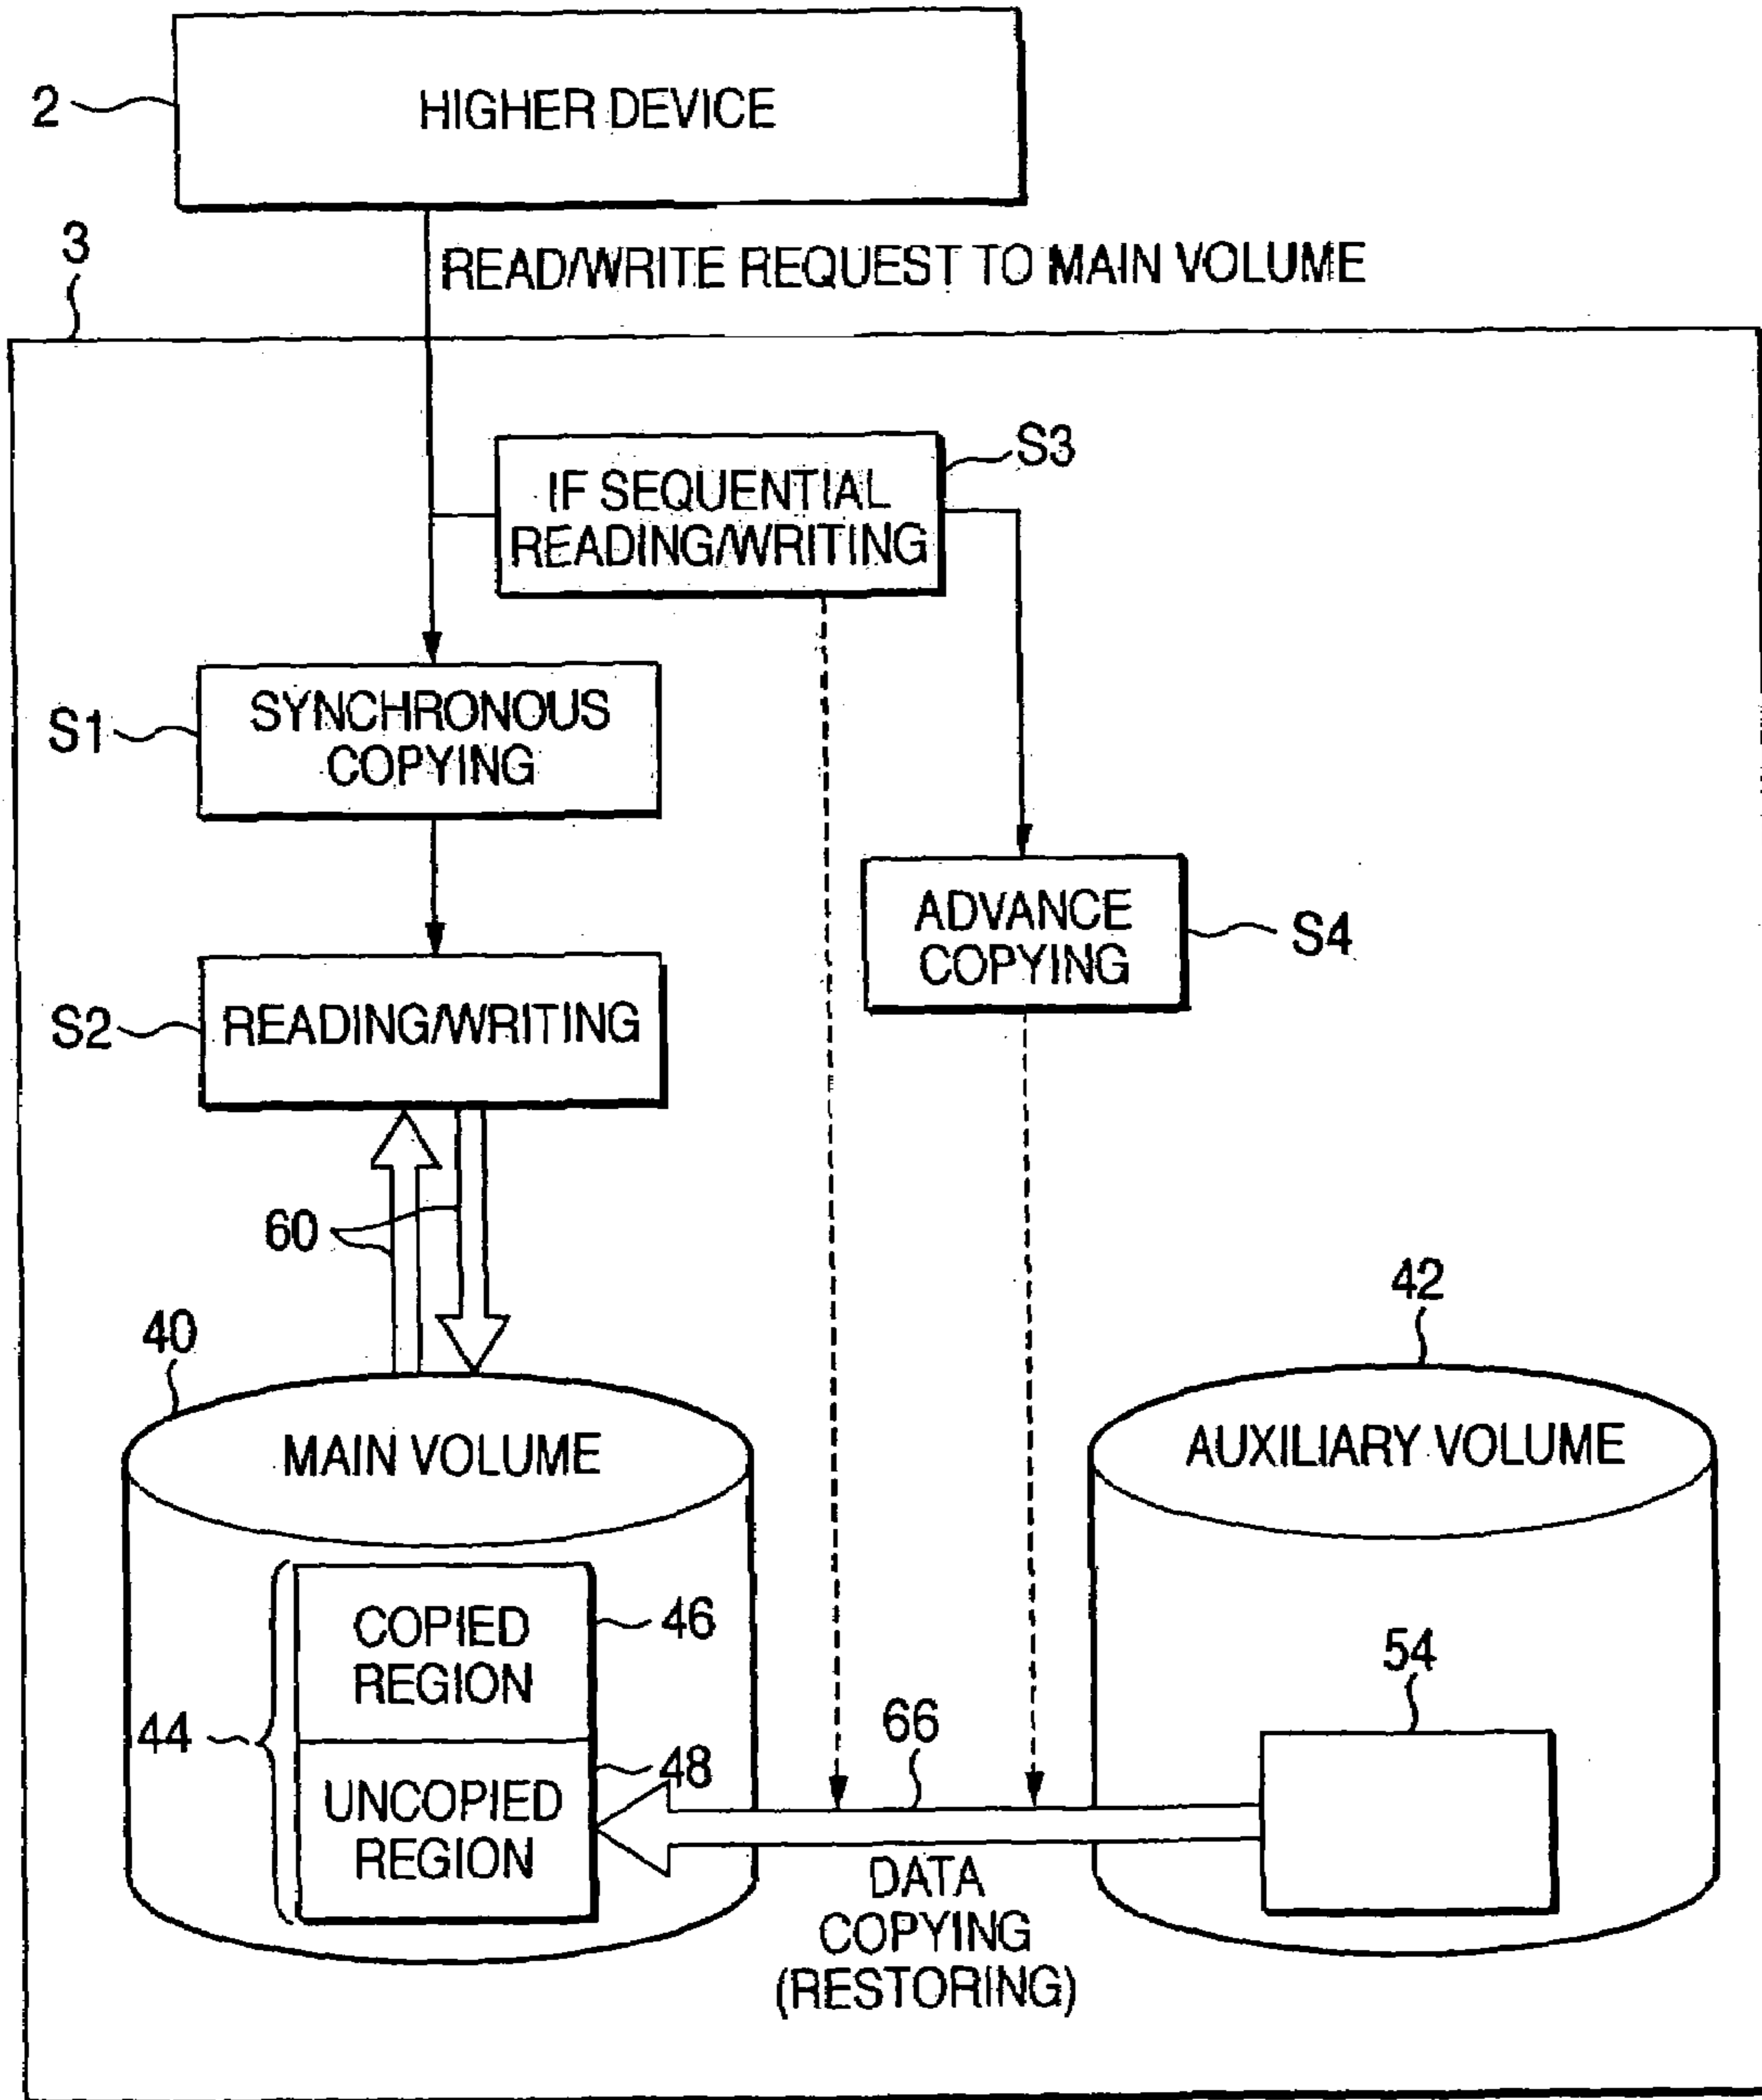 HIGHER DEVICE
2
READ/WRITE REQUEST TO MAIN VOLUME
3
IF SEQUENTIAL
READING/WRITING
S3
SYNCHRONOUS
COPYING
S1
ADVANCE
COPYING
S4
READING/WRITING
S2
60
40
42
MAIN VOLUME
AUXILIARY VOLUME
COPIED
REGION
46
54
44
66
48
UNCOPIED
REGION
DATA
COPYING
(RESTORING)